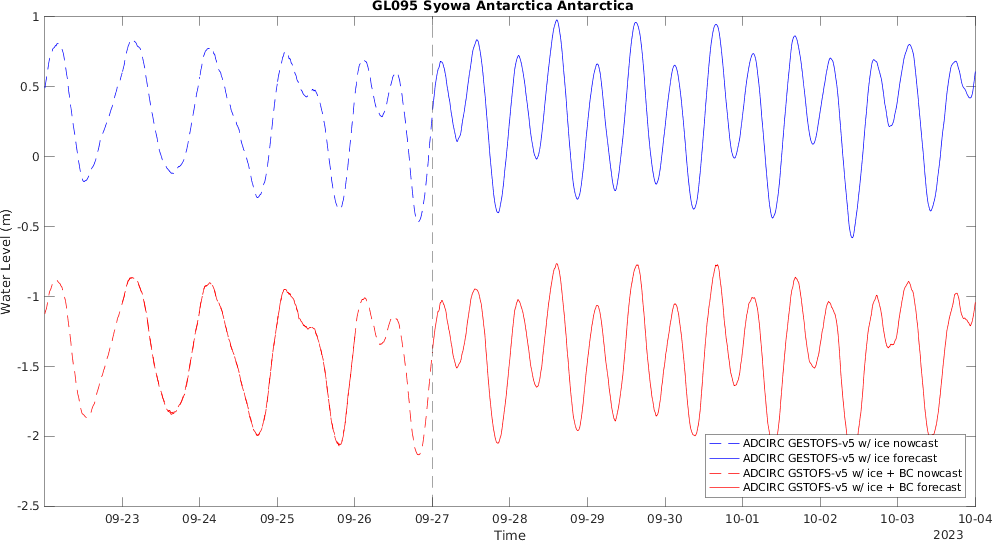 GL095 Syowa Antarctica Antarctica
1
0.5
0
-0.5
-1
-1.5
-2
-2.5
Water Level (m)
ADCIRC GESTOFS-v5 w/ ice nowcast
ADCIRC GESTOFS-v5 w/ ice forecast
ADCIRC GSTOFS-v5 w/ ice + BC nowcast
ADCIRC GSTOFS-v5 w/ ice + BC forecast
09-23 09-24 09-25 09-26 09-27 09-28 09-29 09-30 10-01 10-02 10-03 10-04
Time
2023